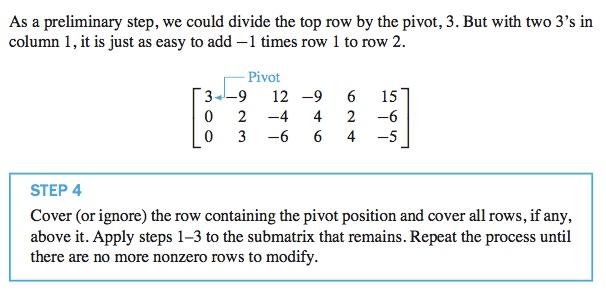 As a preliminary step, we could divide the top row by the pivot, 3. But with two 3’s in
column 1, it is just as easy to add −1 times row 1 to row 2.
Pivot
3 −9 12 −9 6 15
0 2 −4 4 2 −6
0 3 −6 6 4 −5
STEP 4
Cover (or ignore) the row containing the pivot position and cover all rows, if any,
above it. Apply steps 1–3 to the submatrix that remains. Repeat the process until
there are no more nonzero rows to modify.